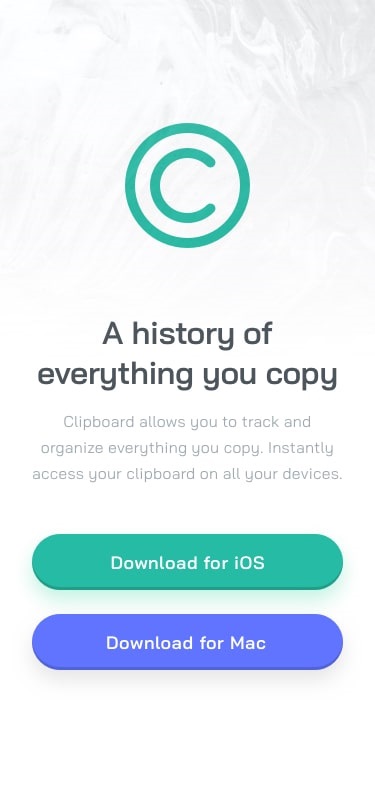 A history of
everything you copy
Clipboard allows you to track and
organize everything you copy. Instantly
access your clipboard on all your devices.
Download for iOS
Download for Mac